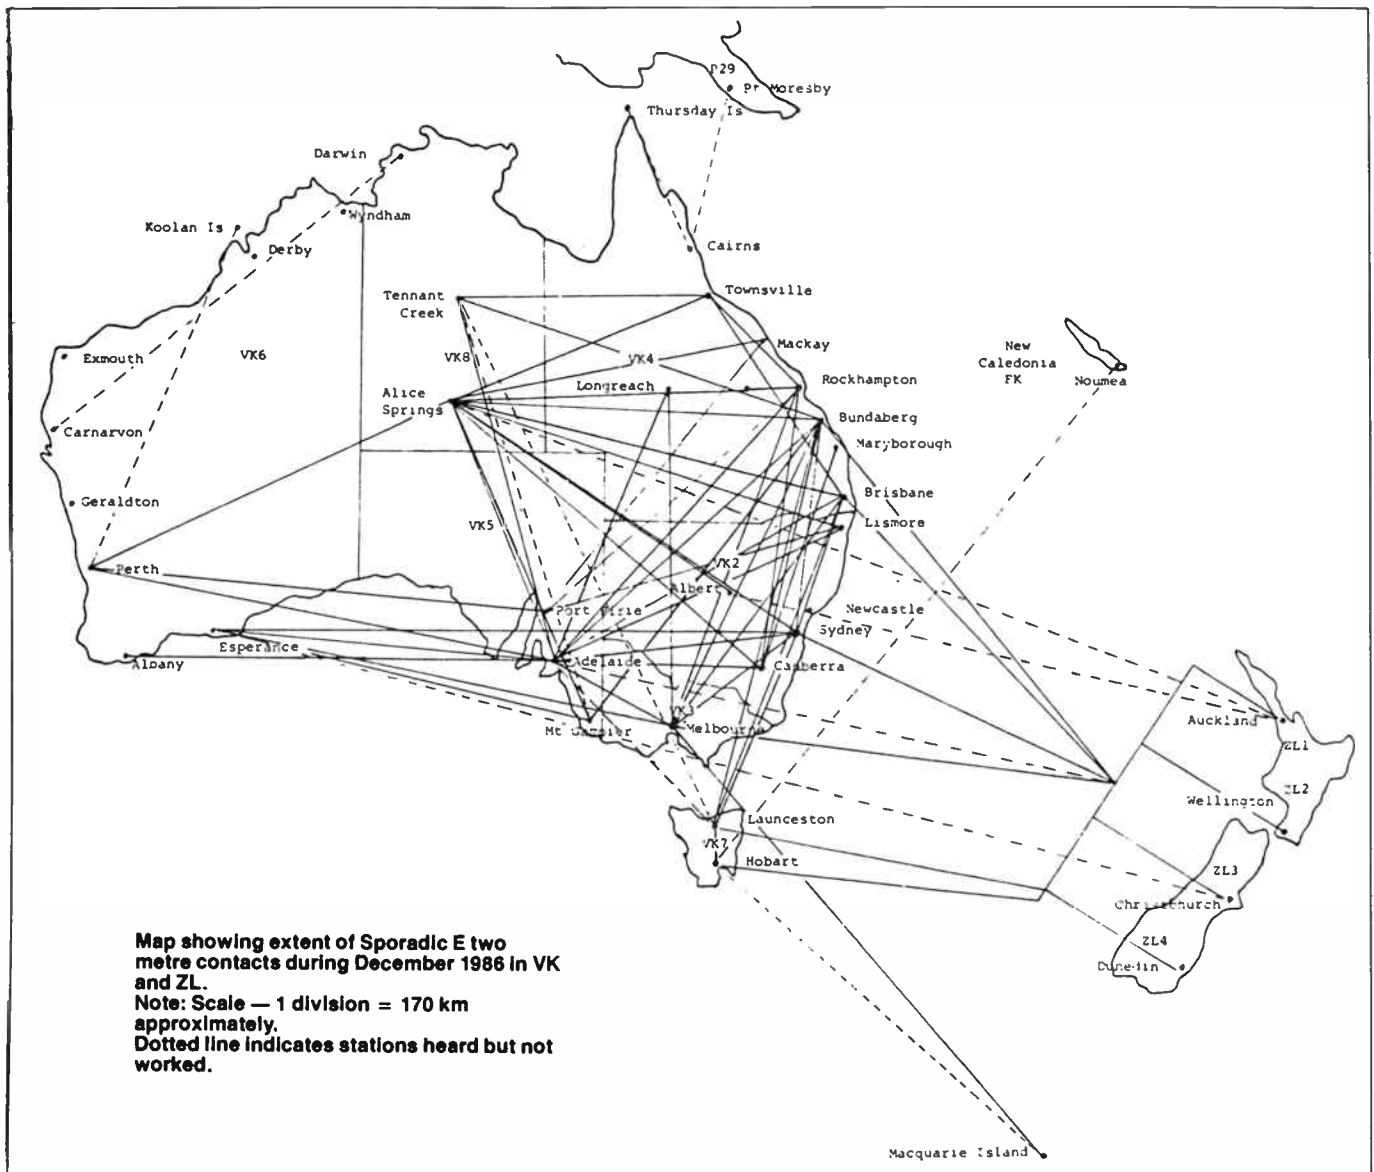 P29
Pt Moresby
Thursday Is
Darwin
Wyndham
Koolan Is
Derby
Cairns
Tennant
Creek
Townsville
Exmouth
VK6
VK8
VK4
Mackay
New
Caledonia
FK
Noumea
Longreach
Rockhampton
Alice
Springs
Bundaberg
Carnarvon
Maryborough
Geraldton
Brisbane
VK5
Lismore
VK2
Perth
Albert
Port Pirie
Newcastle
Sydney
Esperance
Albany
Adelaide
Canberra
VK3
Mt Gambier
Melbourne
Auckland
ZL1
ZL2
Wellington
Launceston
VK7
Hobart
ZL3
Christchurch
ZL4
Dunedin
Map showing extent of Sporadic E two
metre contacts during December 1986 in VK
and ZL.
Note: Scale — 1 division = 170 km
approximately.
Dotted line indicates stations heard but not
worked.
Macquarie Island